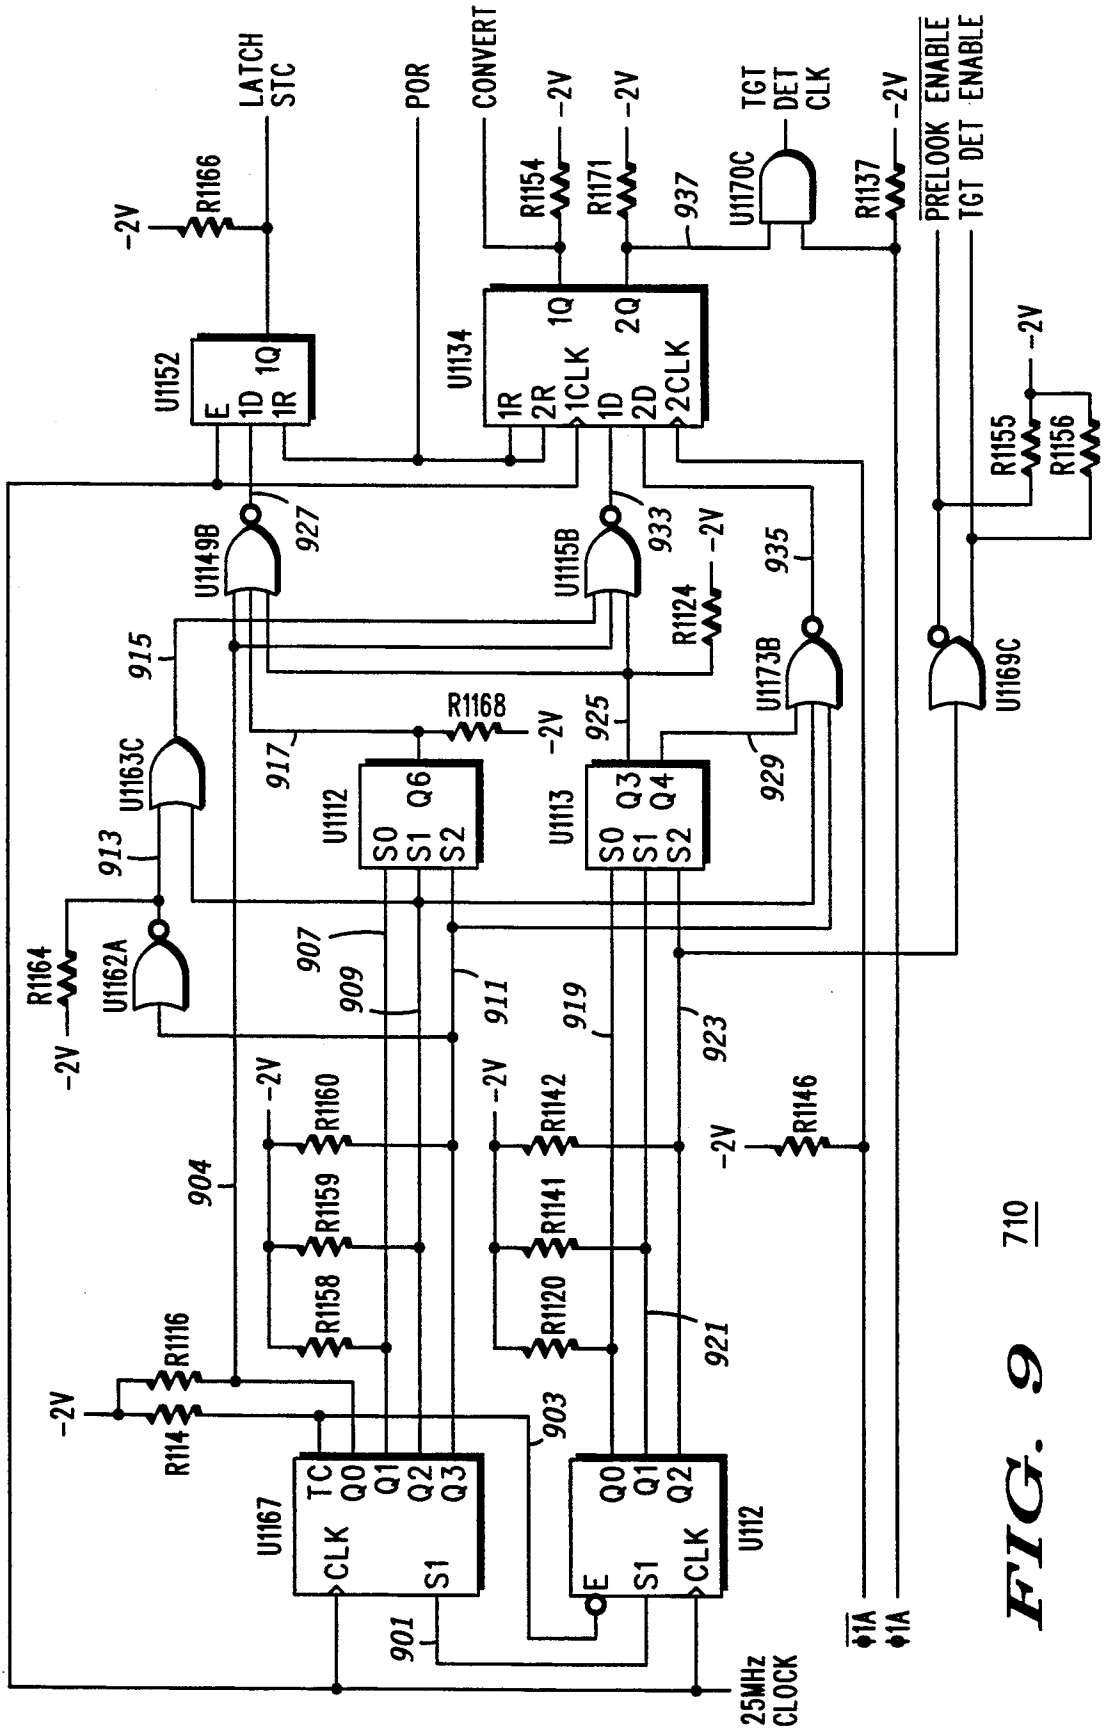 -2V
R1166
LATCH
STC
POR
CONVERT
U1152
E
1D
1R
1Q
U1134
1R
2R
1CLK
1D
2D
2CLK
1Q
2Q
R1154
-2V
R1171
-2V
937
U1170C
TGT
DET
CLK
R1137
-2V
PRELOOK ENABLE
TGT DET ENABLE
915
U1149B
927
U1115B
933
-2V
R1124
935
U1173B
R1155
R1156
-2V
U1169C
913
U1163C
917
R1168
-2V
925
929
R1164
-2V
U1162A
U1112
S0
S1
S2
Q6
U1113
S0
S1
S2
Q3
Q4
907
909
911
919
923
904
-2V
R1158
R1159
R1160
-2V
R1120
R1141
R1142
-2V
R1146
-2V
R114
R1116
903
921
U1167
CLK
S1
TC
Q0
Q1
Q2
Q3
901
U112
E
S1
CLK
Q0
Q1
Q2
25MHz
CLOCK
ϕ1A
ϕ1A
FIG. 9
710